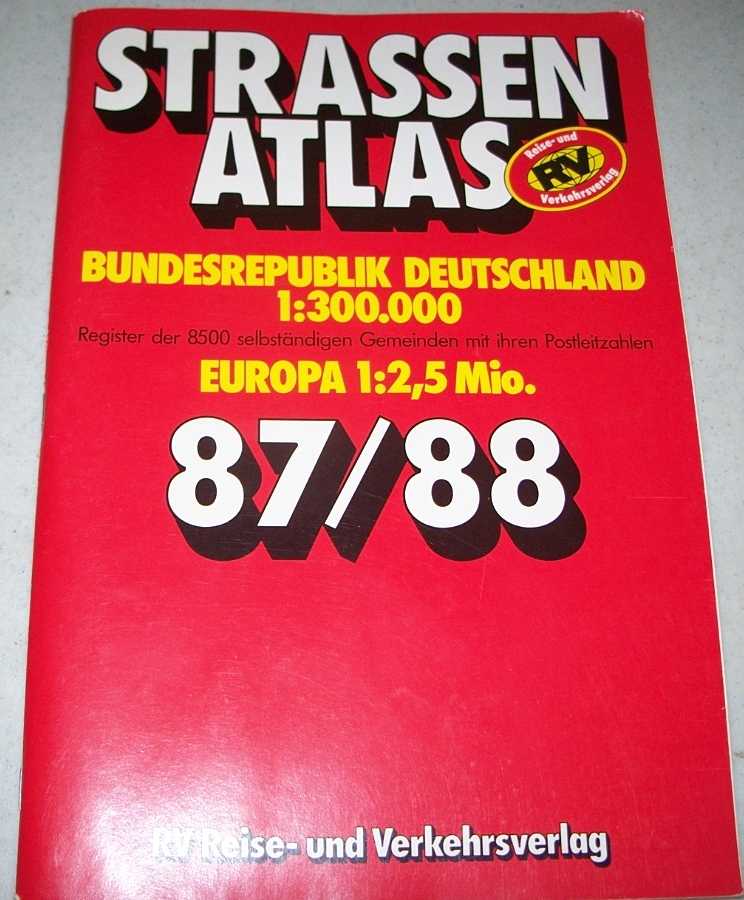 STRASSEN
ATLAS
Reise- und
RV
Verkehrsverlag
BUNDESREPUBLIK DEUTSCHLAND
1:300.000
Register der 8500 selbständigen Gemeinden mit ihren Postleitzahlen
EUROPA 1:2,5 Mio.
87/88
RV Reise- und Verkehrsverlag